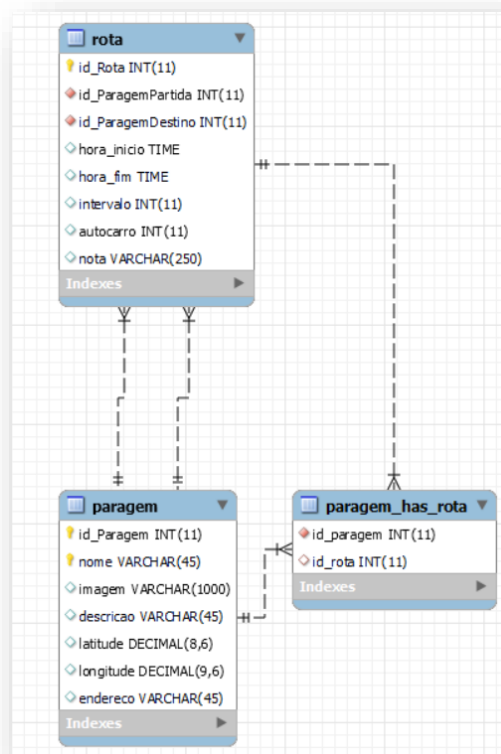 rota
id_Rota INT(11)
id_ParagemPartida INT(11)
id_ParagemDestino INT(11)
hora_inicio TIME
hora_fim TIME
intervalo INT(11)
autocarro INT(11)
nota VARCHAR(250)
Indexes
paragem
id_Paragem INT(11)
nome VARCHAR(45)
imagem VARCHAR(1000)
descricao VARCHAR(45)
latitude DECIMAL(8,6)
longitude DECIMAL(9,6)
endereco VARCHAR(45)
Indexes
paragem_has_rota
id_paragem INT(11)
id_rota INT(11)
Indexes